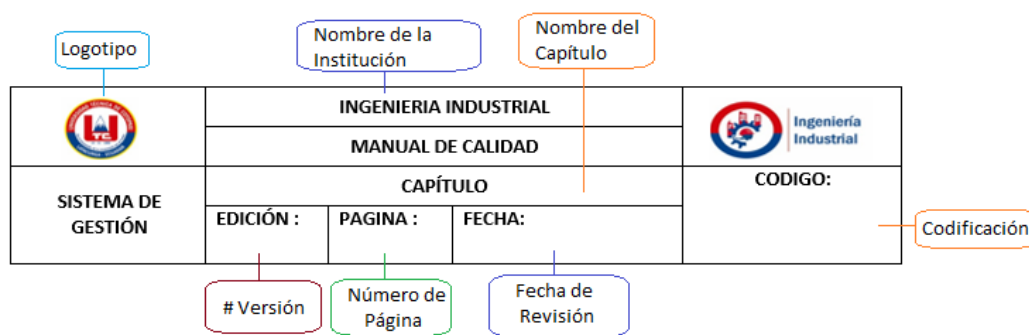 Logotipo
Nombre de la
Institución
Nombre del
Capítulo
INGENIERIA INDUSTRIAL
MANUAL DE CALIDAD
Ingeniería
Industrial
SISTEMA DE
GESTIÓN
CAPÍTULO
CODIGO:
EDICIÓN :
PAGINA :
FECHA:
Codificación
# Versión
Número de
Página
Fecha de
Revisión